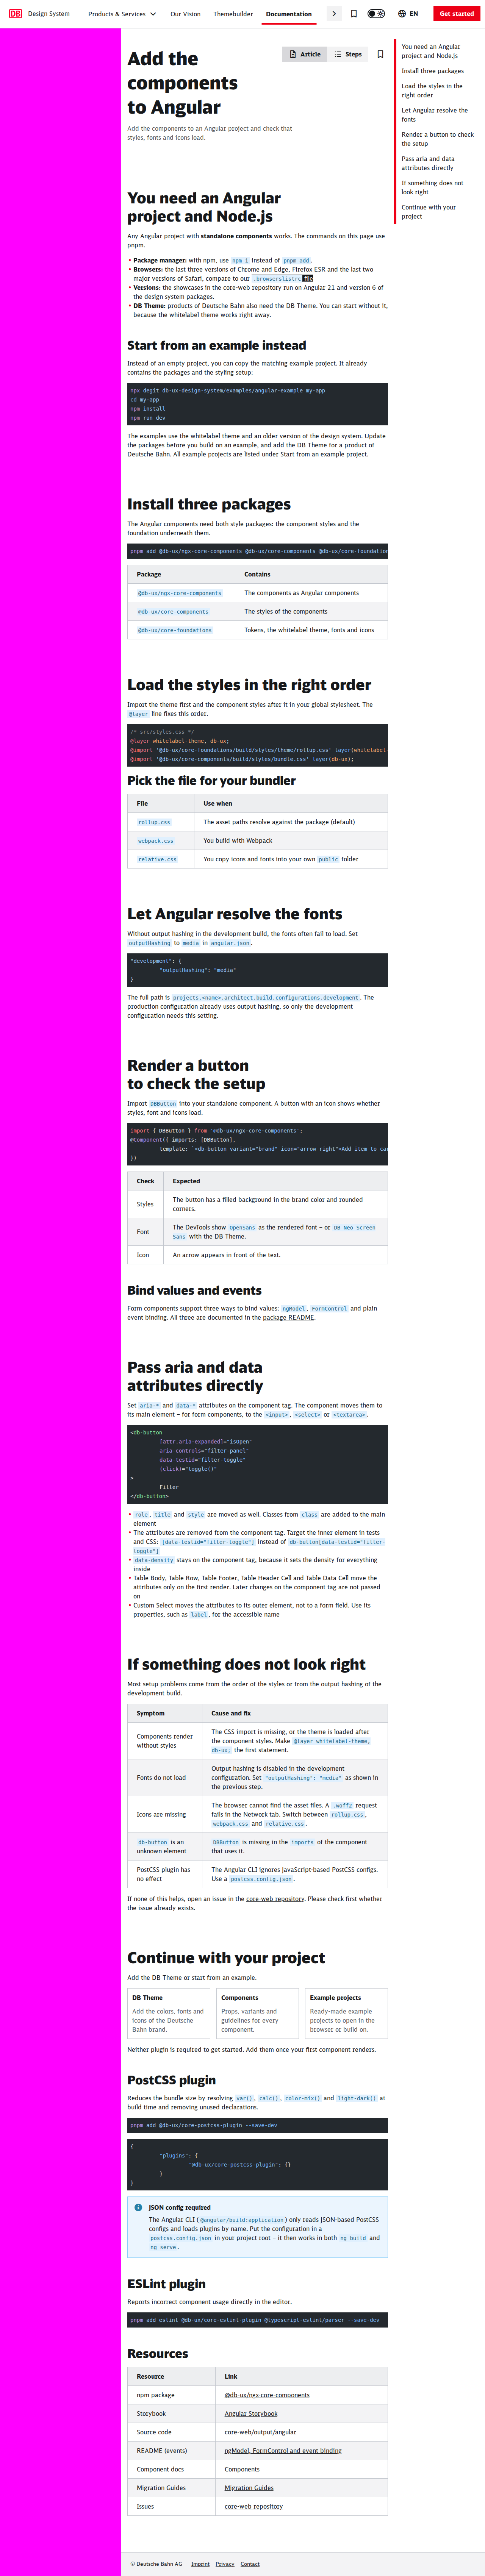 DB Design System Products & Services Our Vision Themebuilder Documentation EN Get started
Add the
components
to Angular
Article Steps
Add the components to an Angular project and check that
styles, fonts and icons load.
You need an Angular
project and Node.js
Install three packages
Load the styles in the
right order
Let Angular resolve the
fonts
Render a button to check
the setup
Pass aria and data
attributes directly
If something does not
look right
Continue with your
project
You need an Angular
project and Node.js
Any Angular project with standalone components works. The commands on this page use
pnpm.
• Package manager: with npm, use npm i instead of pnpm add.
• Browsers: the last three versions of Chrome and Edge, Firefox ESR and the last two
major versions of Safari, compare to our .browserslistrc file
• Versions: the showcases in the core-web repository run on Angular 21 and version 6 of
the design system packages.
• DB Theme: products of Deutsche Bahn also need the DB Theme. You can start without it,
because the whitelabel theme works right away.
Start from an example instead
Instead of an empty project, you can copy the matching example project. It already
contains the packages and the styling setup:
npx degit db-ux-design-system/examples/angular-example my-app
cd my-app
npm install
npm run dev
The examples use the whitelabel theme and an older version of the design system. Update
the packages before you build on an example, and add the DB Theme for a product of
Deutsche Bahn. All example projects are listed under Start from an example project.
Install three packages
The Angular components need both style packages: the component styles and the
foundation underneath them.
pnpm add @db-ux/ngx-core-components @db-ux/core-components @db-ux/core-foundation
Package Contains
@db-ux/ngx-core-components The components as Angular components
@db-ux/core-components The styles of the components
@db-ux/core-foundations Tokens, the whitelabel theme, fonts and icons
Load the styles in the right order
Import the theme first and the component styles after it in your global stylesheet. The
@layer line fixes this order.
/* src/styles.css */
@layer whitelabel-theme, db-ux;
@import '@db-ux/core-foundations/build/styles/theme/rollup.css' layer(whitelabel-
@import '@db-ux/core-components/build/styles/bundle.css' layer(db-ux);
Pick the file for your bundler
File Use when
rollup.css The asset paths resolve against the package (default)
webpack.css You build with Webpack
relative.css You copy icons and fonts into your own public folder
Let Angular resolve the fonts
Without output hashing in the development build, the fonts often fail to load. Set
outputHashing to media in angular.json.
"development": {
"outputHashing": "media"
}
The full path is projects.<name>.architect.build.configurations.development. The
production configuration already uses output hashing, so only the development
configuration needs this setting.
Render a button
to check the setup
Import DBButton into your standalone component. A button with an icon shows whether
styles, font and icons load.
import { DBButton } from '@db-ux/ngx-core-components';
@Component({ imports: [DBButton],
template: `<db-button variant="brand" icon="arrow_right">Add item to car
})
Check Expected
Styles The button has a filled background in the brand color and rounded
corners.
Font The DevTools show OpenSans as the rendered font – or DB Neo Screen
Sans with the DB Theme.
Icon An arrow appears in front of the text.
Bind values and events
Form components support three ways to bind values: ngModel, FormControl and plain
event binding. All three are documented in the package README.
Pass aria and data
attributes directly
Set aria-* and data-* attributes on the component tag. The component moves them to
its main element – for form components, to the <input>, <select> or <textarea>.
<db-button
[attr.aria-expanded]="isOpen"
aria-controls="filter-panel"
data-testid="filter-toggle"
(click)="toggle()"
>
Filter
</db-button>
• role, title and style are moved as well. Classes from class are added to the main
element
• The attributes are removed from the component tag. Target the inner element in tests
and CSS: [data-testid="filter-toggle"] instead of db-button[data-testid="filter-
toggle"]
• data-density stays on the component tag, because it sets the density for everything
inside
• Table Body, Table Row, Table Footer, Table Header Cell and Table Data Cell move the
attributes only on the first render. Later changes on the component tag are not passed
on
• Custom Select moves the attributes to its outer element, not to a form field. Use its
properties, such as label, for the accessible name
If something does not look right
Most setup problems come from the order of the styles or from the output hashing of the
development build.
Symptom Cause and fix
Components render
without styles
The CSS import is missing, or the theme is loaded after
the component styles. Make @layer whitelabel-theme,
db-ux; the first statement.
Fonts do not load
Output hashing is disabled in the development
configuration. Set "outputHashing": "media" as shown in
the previous step.
Icons are missing
The browser cannot find the asset files. A .woff2 request
fails in the Network tab. Switch between rollup.css,
webpack.css and relative.css.
db-button is an
unknown element
DBButton is missing in the imports of the component
that uses it.
PostCSS plugin has
no effect
The Angular CLI ignores JavaScript-based PostCSS configs.
Use a postcss.config.json.
If none of this helps, open an issue in the core-web repository. Please check first whether
the issue already exists.
Continue with your project
Add the DB Theme or start from an example.
DB Theme
Add the colors, fonts and
icons of the Deutsche
Bahn brand.
Components
Props, variants and
guidelines for every
component.
Example projects
Ready-made example
projects to open in the
browser or build on.
Neither plugin is required to get started. Add them once your first component renders.
PostCSS plugin
Reduces the bundle size by resolving var(), calc(), color-mix() and light-dark() at
build time and removing unused declarations.
pnpm add @db-ux/core-postcss-plugin --save-dev
{
"plugins": {
"@db-ux/core-postcss-plugin": {}
}
}
JSON config required
The Angular CLI (@angular/build:application) only reads JSON-based PostCSS
configs and loads plugins by name. Put the configuration in a
postcss.config.json in your project root – it then works in both ng build and
ng serve.
ESLint plugin
Reports incorrect component usage directly in the editor.
pnpm add eslint @db-ux/core-eslint-plugin @typescript-eslint/parser --save-dev
Resources
Resource Link
npm package @db-ux/ngx-core-components
Storybook Angular Storybook
Source code core-web/output/angular
README (events) ngModel, FormControl and event binding
Component docs Components
Migration Guides Migration Guides
Issues core-web repository
© Deutsche Bahn AG Imprint Privacy Contact